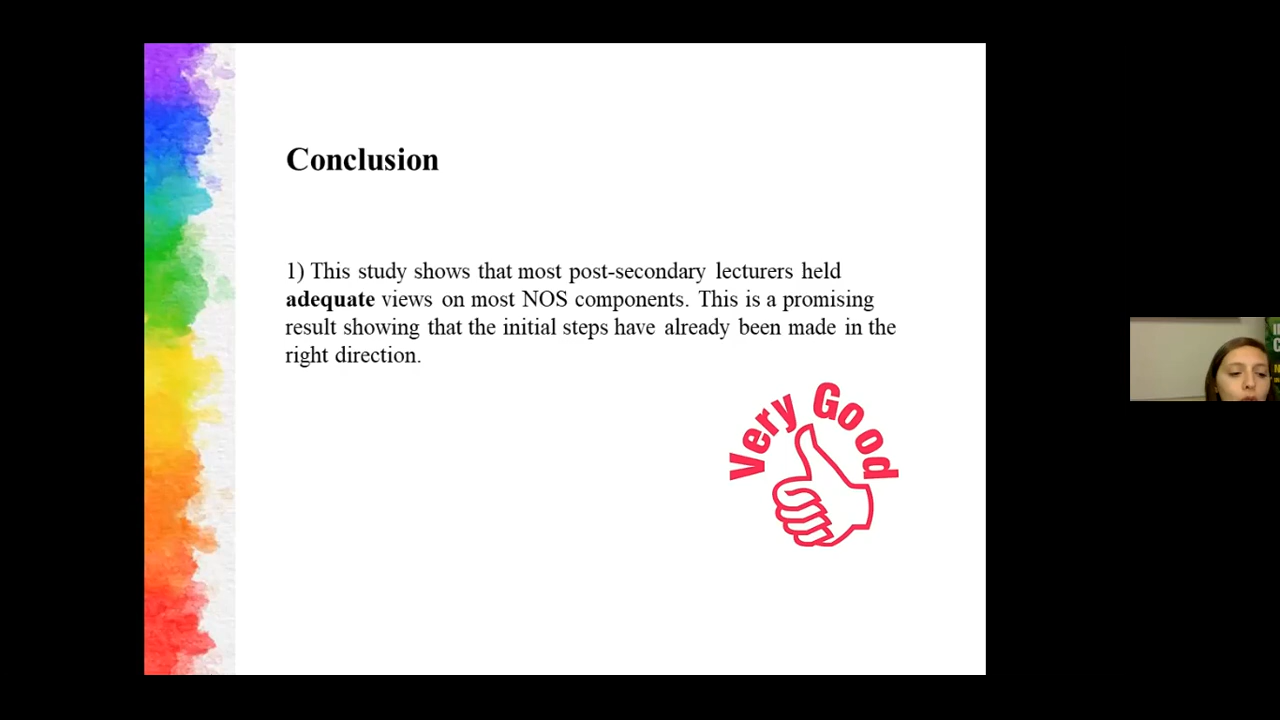 Conclusion
1) This study shows that most post-secondary lecturers held
adequate views on most NOS components. This is a promising
result showing that the initial steps have already been made in the
right direction.
Very Good